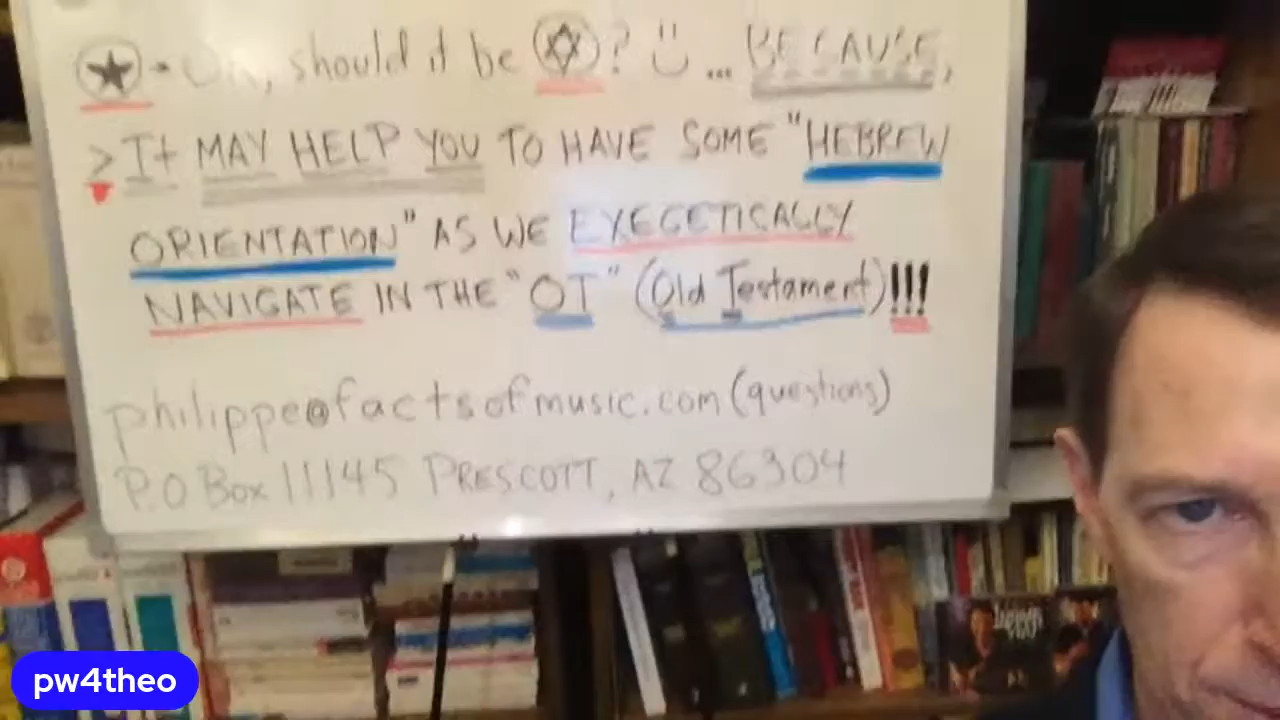 ★ - OR, should it be ✡? Ü ... BECAUSE,
> It MAY HELP YOU TO HAVE SOME "HEBREW
ORIENTATION" AS WE EXEGETICALLY
NAVIGATE IN THE "OT" (Old Testament)!!!
philippe@factsofmusic.com (questions)
P.O Box 11145 PRESCOTT, AZ 86304
pw4theo